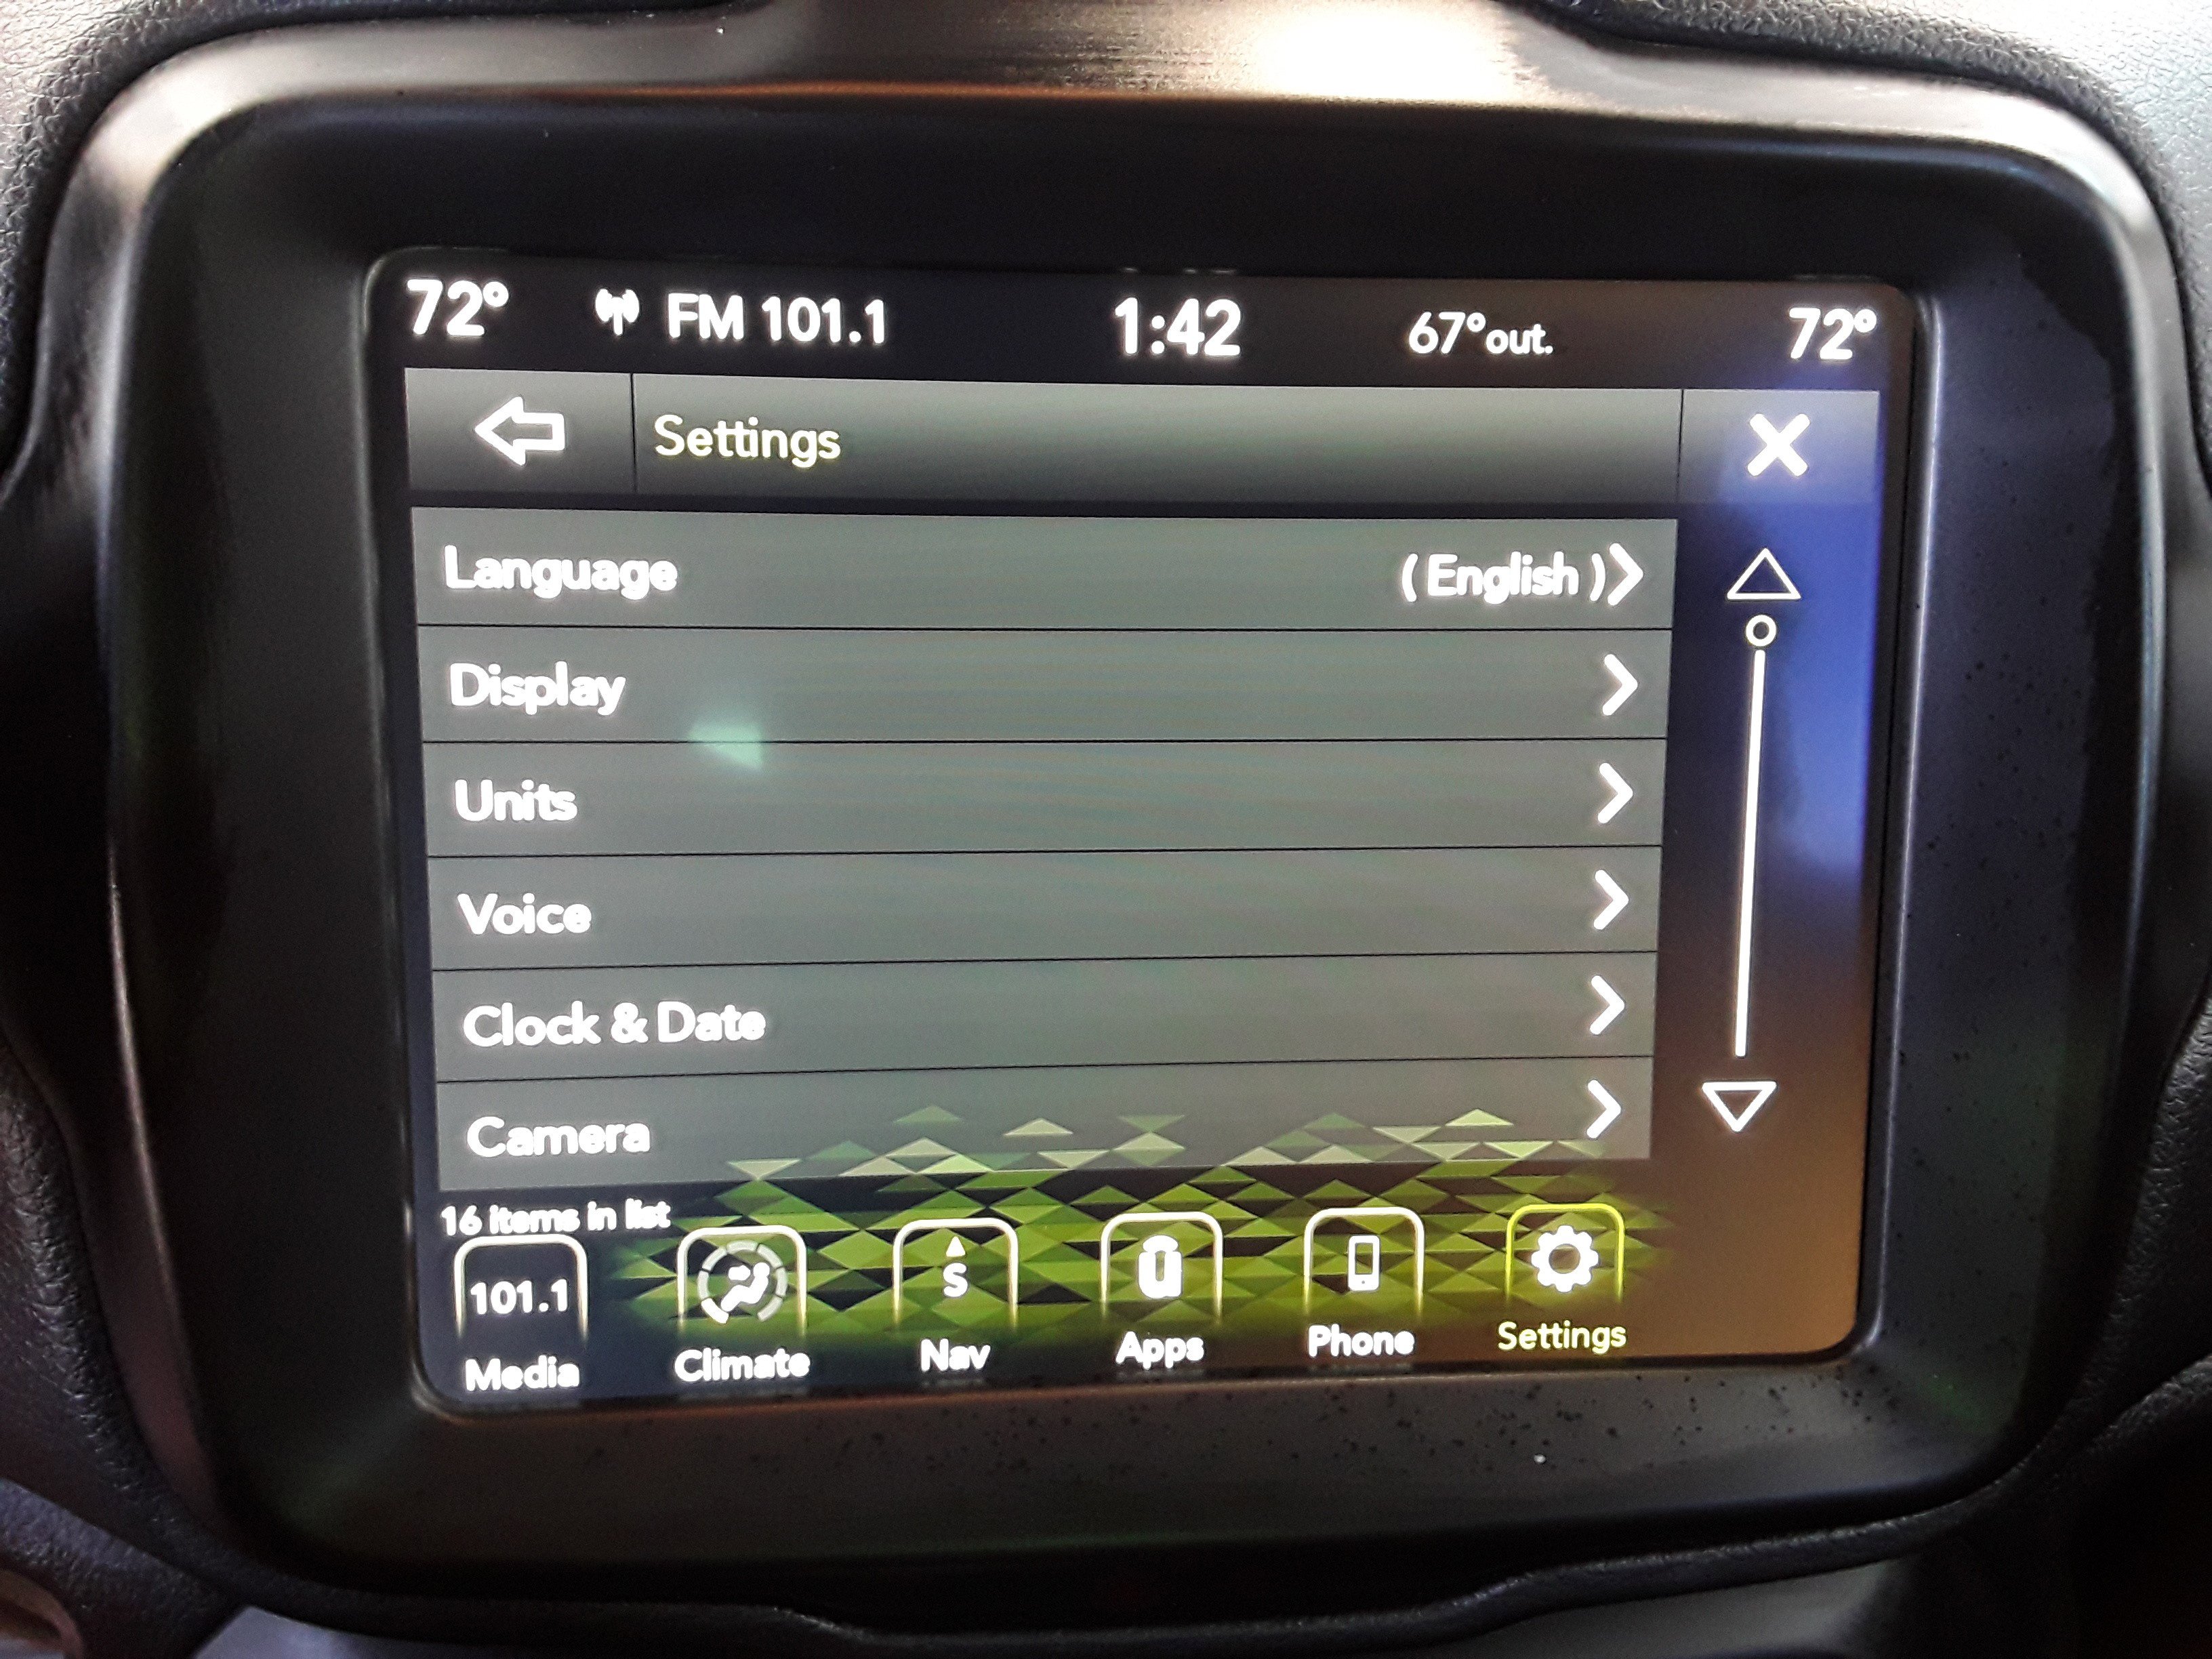 72° FM 101.1 1:42 67°out. 72°
Settings
Language ( English )
Display
Units
Voice
Clock & Date
Camera
16 items in list
101.1 S
Media Climate Nav Apps Phone Settings